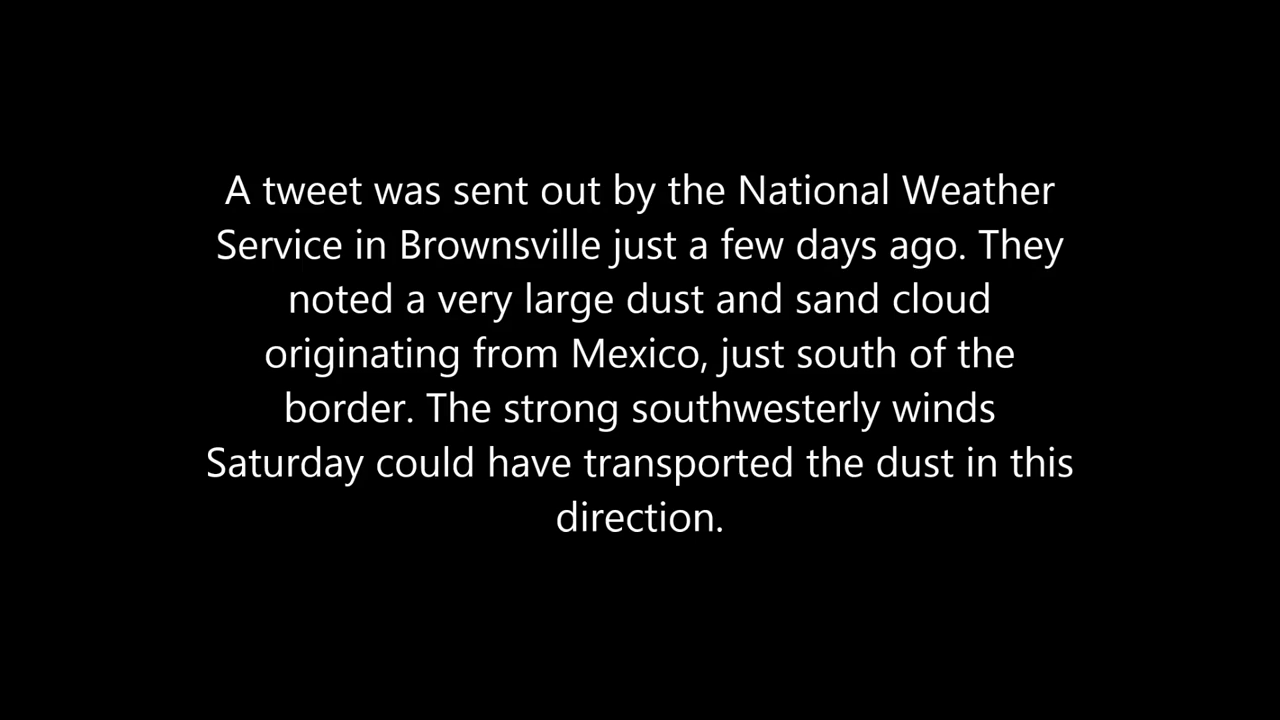 A tweet was sent out by the National Weather
Service in Brownsville just a few days ago. They
noted a very large dust and sand cloud
originating from Mexico, just south of the
border. The strong southwesterly winds
Saturday could have transported the dust in this
direction.